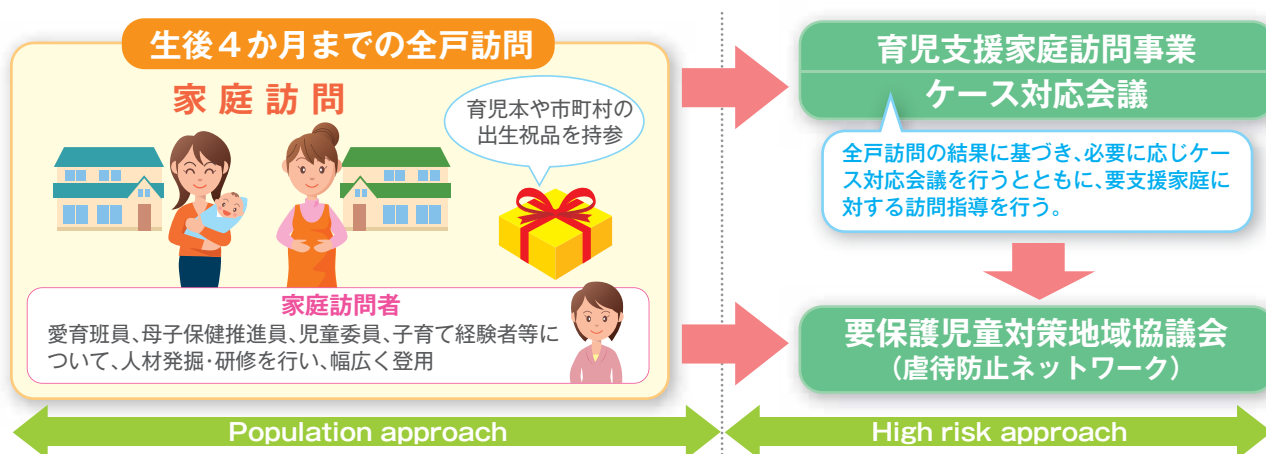 生後４か月までの全戸訪問
家庭訪問
育児本や市町村の
出生祝品を持参
家庭訪問者
愛育班員、母子保健推進員、児童委員、子育て経験者等に
ついて、人材発掘・研修を行い、幅広く登用
育児支援家庭訪問事業
ケース対応会議
全戸訪問の結果に基づき、必要に応じケー
ス対応会議を行うとともに、要支援家庭に
対する訪問指導を行う。
要保護児童対策地域協議会
（虐待防止ネットワーク）
Population approach
High risk approach